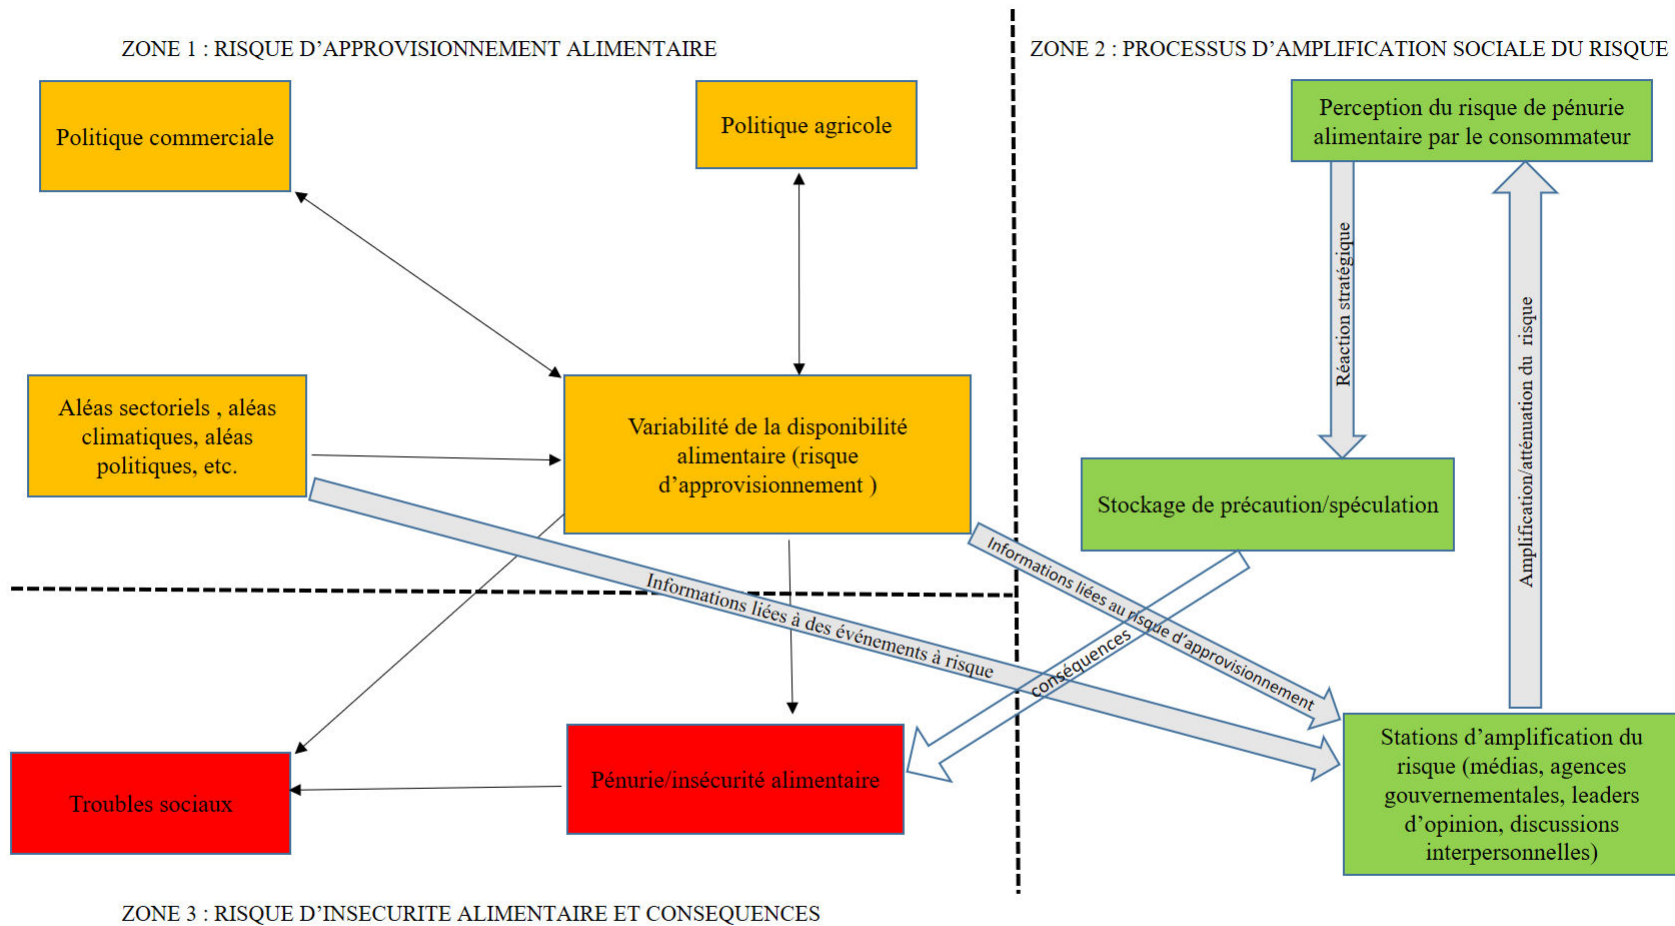 ZONE 1 : RISQUE D’APPROVISIONNEMENT ALIMENTAIRE
Politique commerciale
Politique agricole
Aléas sectoriels , aléas
climatiques, aléas
politiques, etc.
Variabilité de la disponibilité
alimentaire (risque
d’approvisionnement )
ZONE 2 : PROCESSUS D’AMPLIFICATION SOCIALE DU RISQUE
Perception du risque de pénurie
alimentaire par le consommateur
Réaction stratégique
Amplification/atténuation du risque
Stockage de précaution/spéculation
Informations liées au risque d’approvisionnement
Informations liées à des événements à risque
conséquences
Stations d’amplification du
risque (médias, agences
gouvernementales, leaders
d’opinion, discussions
interpersonnelles)
Troubles sociaux
Pénurie/insécurité alimentaire
ZONE 3 : RISQUE D’INSECURITE ALIMENTAIRE ET CONSEQUENCES